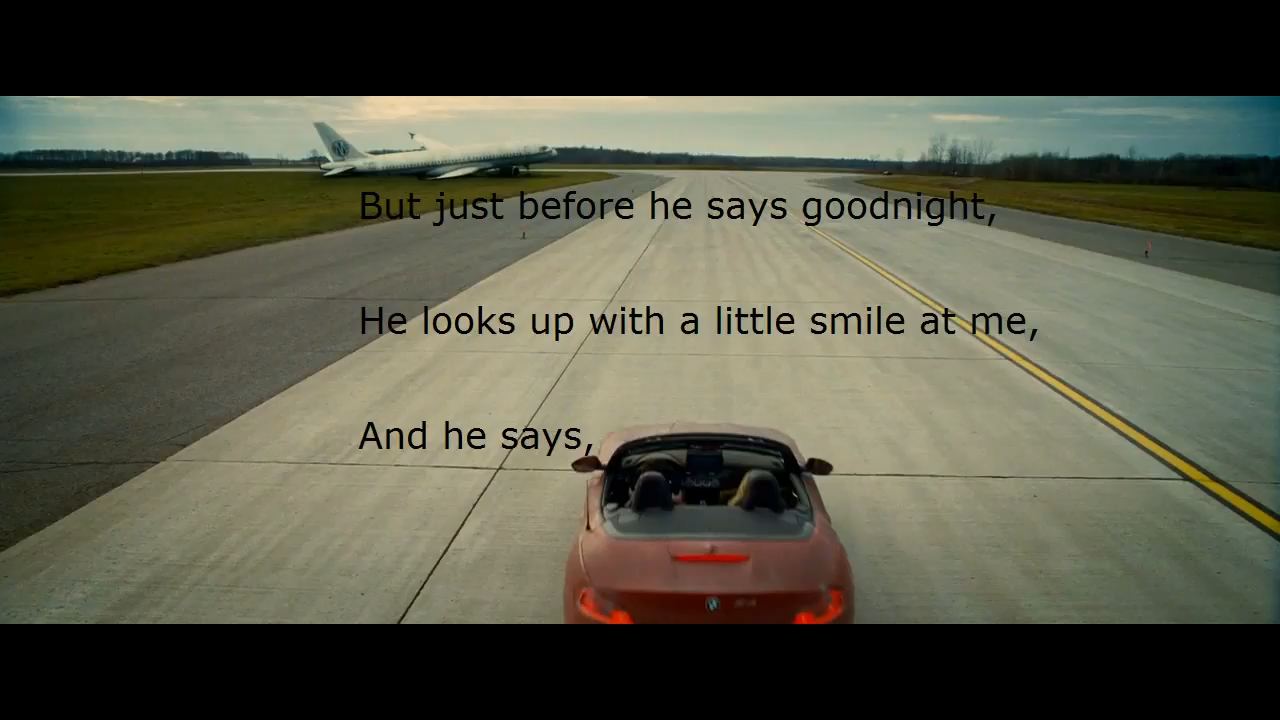 But just before he says goodnight,
He looks up with a little smile at me,
And he says,